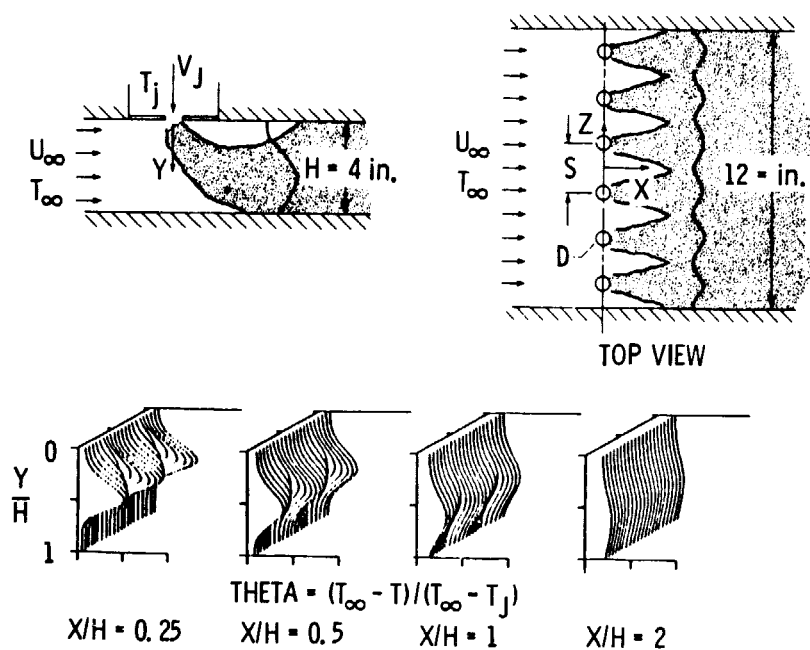 T_j V_J
U_∞
T_∞
Y
H = 4 in.
U_∞
T_∞
Z
S
X
D
12 = in.
TOP VIEW
0
Y/H
1
THETA = (T_∞ - T)/(T_∞ - T_J)
X/H = 0.25 X/H = 0.5 X/H = 1 X/H = 2